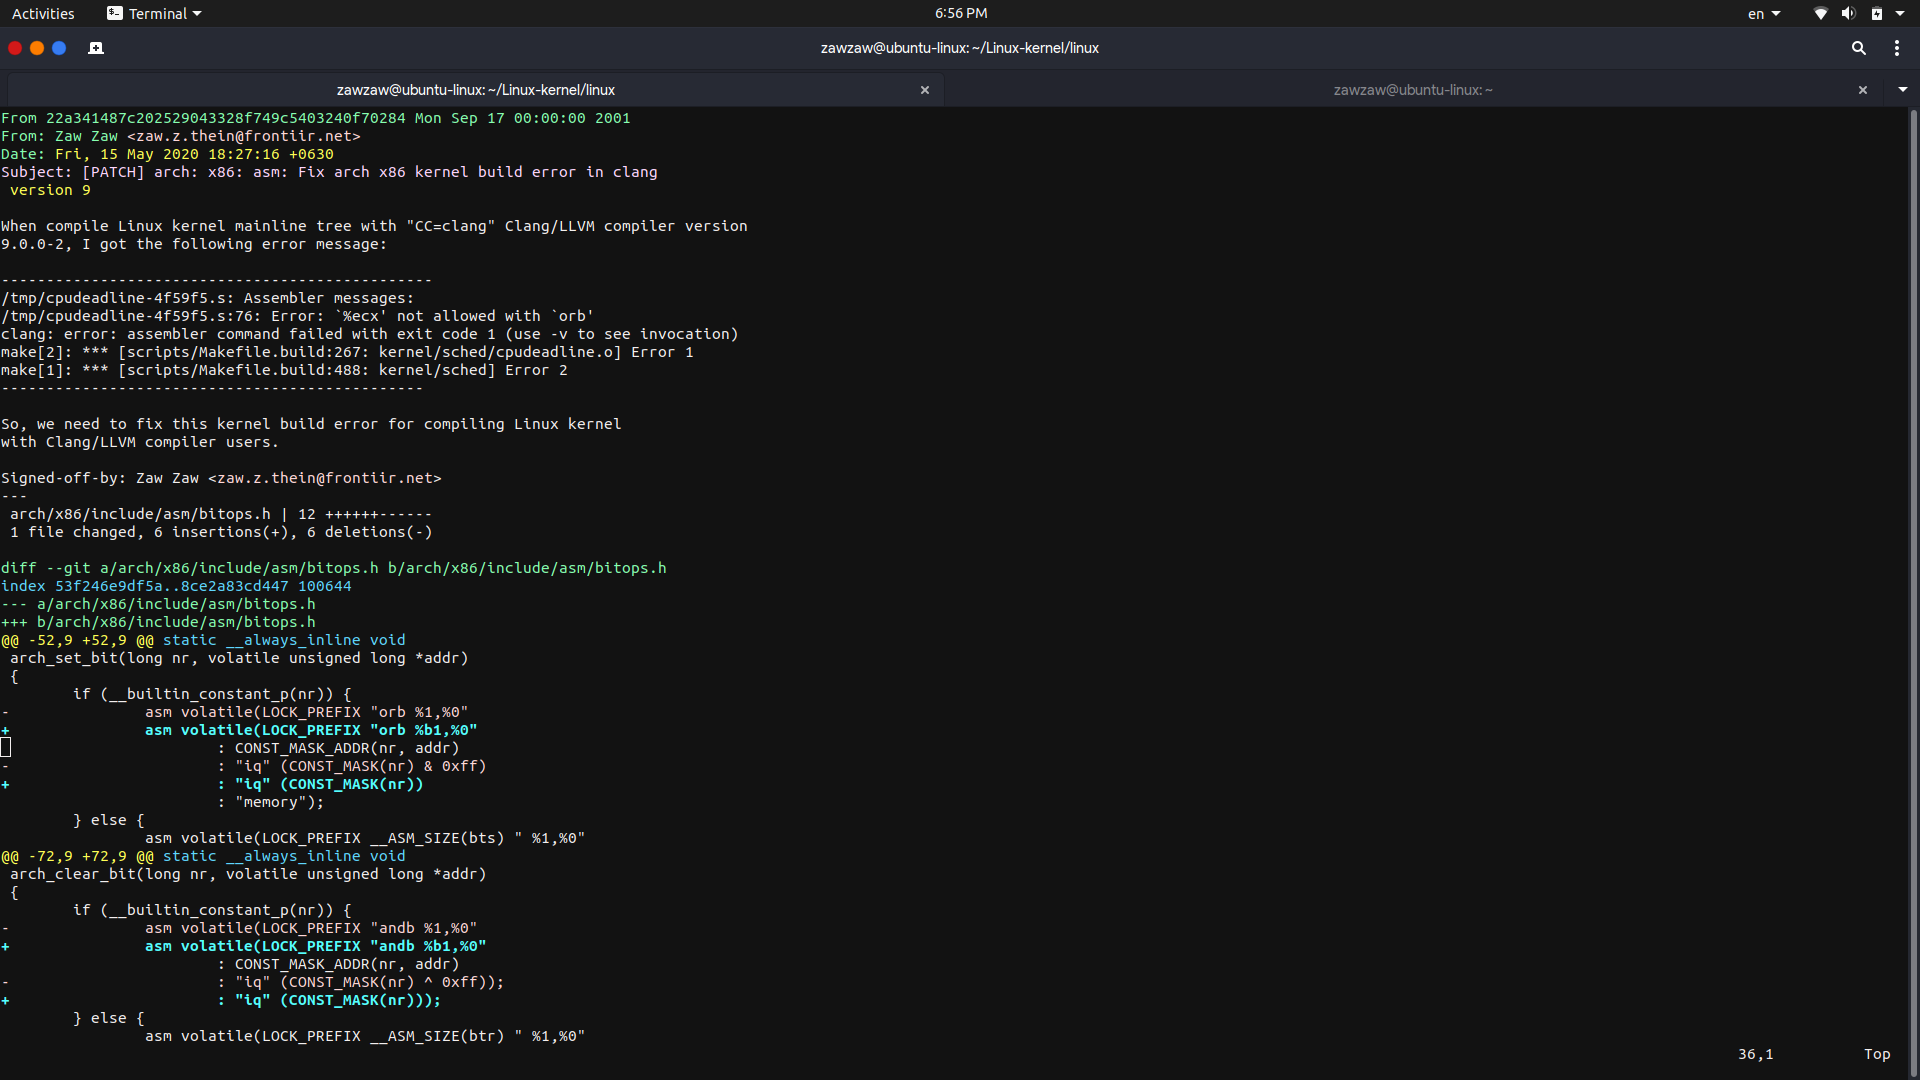 Activities Terminal 6:56 PM en
zawzaw@ubuntu-linux: ~/Linux-kernel/linux
zawzaw@ubuntu-linux: ~/Linux-kernel/linux zawzaw@ubuntu-linux: ~
From 22a341487c202529043328f749c5403240f70284 Mon Sep 17 00:00:00 2001
From: Zaw Zaw <zaw.z.thein@frontiir.net>
Date: Fri, 15 May 2020 18:27:16 +0630
Subject: [PATCH] arch: x86: asm: Fix arch x86 kernel build error in clang
 version 9

When compile Linux kernel mainline tree with "CC=clang" Clang/LLVM compiler version
9.0.0-2, I got the following error message:

------------------------------------------------
/tmp/cpudeadline-4f59f5.s: Assembler messages:
/tmp/cpudeadline-4f59f5.s:76: Error: `%ecx' not allowed with `orb'
clang: error: assembler command failed with exit code 1 (use -v to see invocation)
make[2]: *** [scripts/Makefile.build:267: kernel/sched/cpudeadline.o] Error 1
make[1]: *** [scripts/Makefile.build:488: kernel/sched] Error 2
-----------------------------------------------

So, we need to fix this kernel build error for compiling Linux kernel
with Clang/LLVM compiler users.

Signed-off-by: Zaw Zaw <zaw.z.thein@frontiir.net>
---
 arch/x86/include/asm/bitops.h | 12 ++++++------
 1 file changed, 6 insertions(+), 6 deletions(-)

diff --git a/arch/x86/include/asm/bitops.h b/arch/x86/include/asm/bitops.h
index 53f246e9df5a..8ce2a83cd447 100644
--- a/arch/x86/include/asm/bitops.h
+++ b/arch/x86/include/asm/bitops.h
@@ -52,9 +52,9 @@ static __always_inline void
 arch_set_bit(long nr, volatile unsigned long *addr)
 {
        if (__builtin_constant_p(nr)) {
-               asm volatile(LOCK_PREFIX "orb %1,%0"
+               asm volatile(LOCK_PREFIX "orb %b1,%0"
                        : CONST_MASK_ADDR(nr, addr)
-                       : "iq" (CONST_MASK(nr) & 0xff)
+                       : "iq" (CONST_MASK(nr))
                        : "memory");
        } else {
                asm volatile(LOCK_PREFIX __ASM_SIZE(bts) " %1,%0"
@@ -72,9 +72,9 @@ static __always_inline void
 arch_clear_bit(long nr, volatile unsigned long *addr)
 {
        if (__builtin_constant_p(nr)) {
-               asm volatile(LOCK_PREFIX "andb %1,%0"
+               asm volatile(LOCK_PREFIX "andb %b1,%0"
                        : CONST_MASK_ADDR(nr, addr)
-                       : "iq" (CONST_MASK(nr) ^ 0xff));
+                       : "iq" (CONST_MASK(nr)));
        } else {
                asm volatile(LOCK_PREFIX __ASM_SIZE(btr) " %1,%0"
36,1 Top